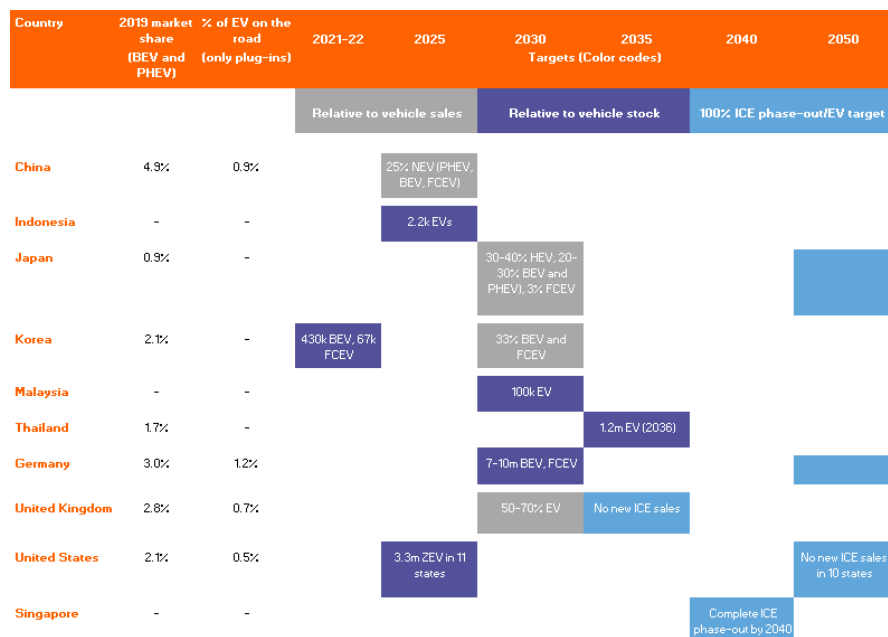 Country
2019 market share (BEV and PHEV)
% of EV on the road (only plug-ins)
2021-22
2025
2030
2035
2040
2050
Targets (Color codes)
Relative to vehicle sales
Relative to vehicle stock
100% ICE phase-out/EV target
China 4.9% 0.9%
25% NEV (PHEV,
BEV, FCEV)
Indonesia - -
2.2k EVs
Japan 0.9% -
30-40% HEV, 20-
30% BEV and
PHEV), 3% FCEV
Korea 2.1% -
430k BEV, 67k
FCEV
33% BEV and
FCEV
Malaysia - -
100k EV
Thailand 1.7% -
1.2m EV (2036)
Germany 3.0% 1.2%
7-10m BEV, FCEV
United Kingdom 2.8% 0.7%
50-70% EV
No new ICE sales
United States 2.1% 0.5%
3.3m ZEV in 11
states
No new ICE sales
in 10 states
Singapore - -
Complete ICE
phase-out by 2040